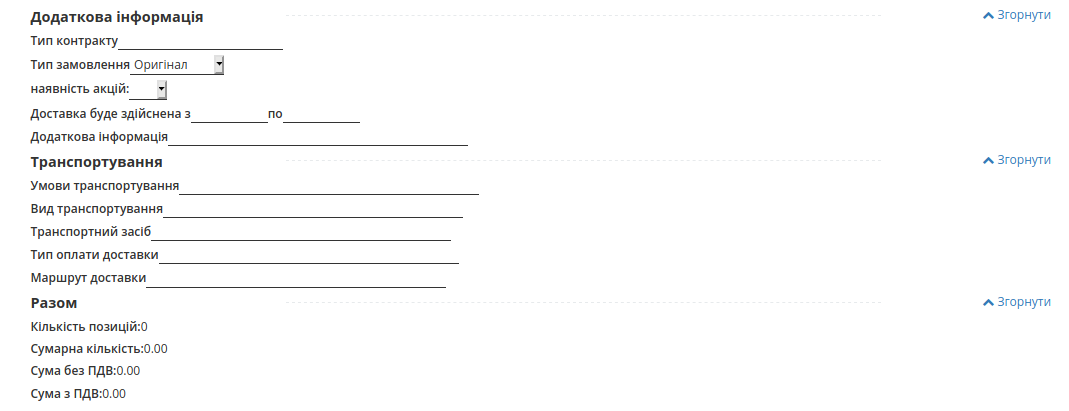 Додаткова інформація Згорнути
Тип контракту
Тип замовлення Оригінал
наявність акцій:
Доставка буде здійснена з по
Додаткова інформація
Транспортування Згорнути
Умови транспортування
Вид транспортування
Транспортний засіб
Тип оплати доставки
Маршрут доставки
Разом Згорнути
Кількість позицій:0
Сумарна кількість:0.00
Сума без ПДВ:0.00
Сума з ПДВ:0.00